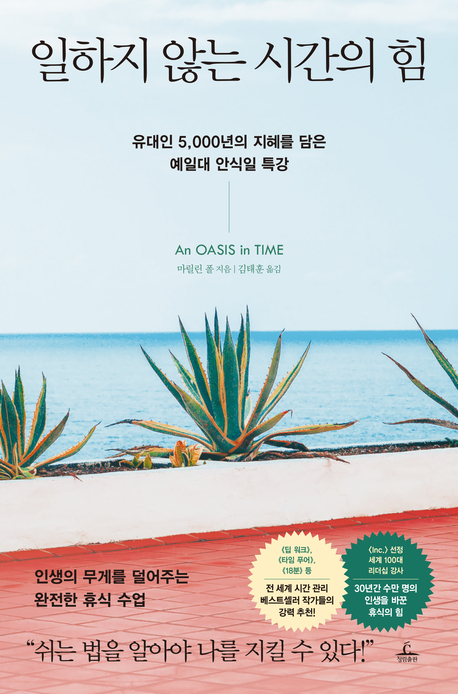 일하지 않는 시간의 힘
유대인 5,000년의 지혜를 담은
예일대 안식일 특강
An OASIS in TIME
마릴린 폴 지음 | 김태훈 옮김
《딥 워크》,
《타임 푸어》,
《18분》 등
전 세계 시간 관리
베스트셀러 작가들의
강력 추천!
〈Inc.〉 선정
세계 100대
리더십 강사
30년간 수만 명의
인생을 바꾼
휴식의 힘
인생의 무게를 덜어주는
완전한 휴식 수업
“쉬는 법을 알아야 나를 지킬 수 있다!”
청림출판